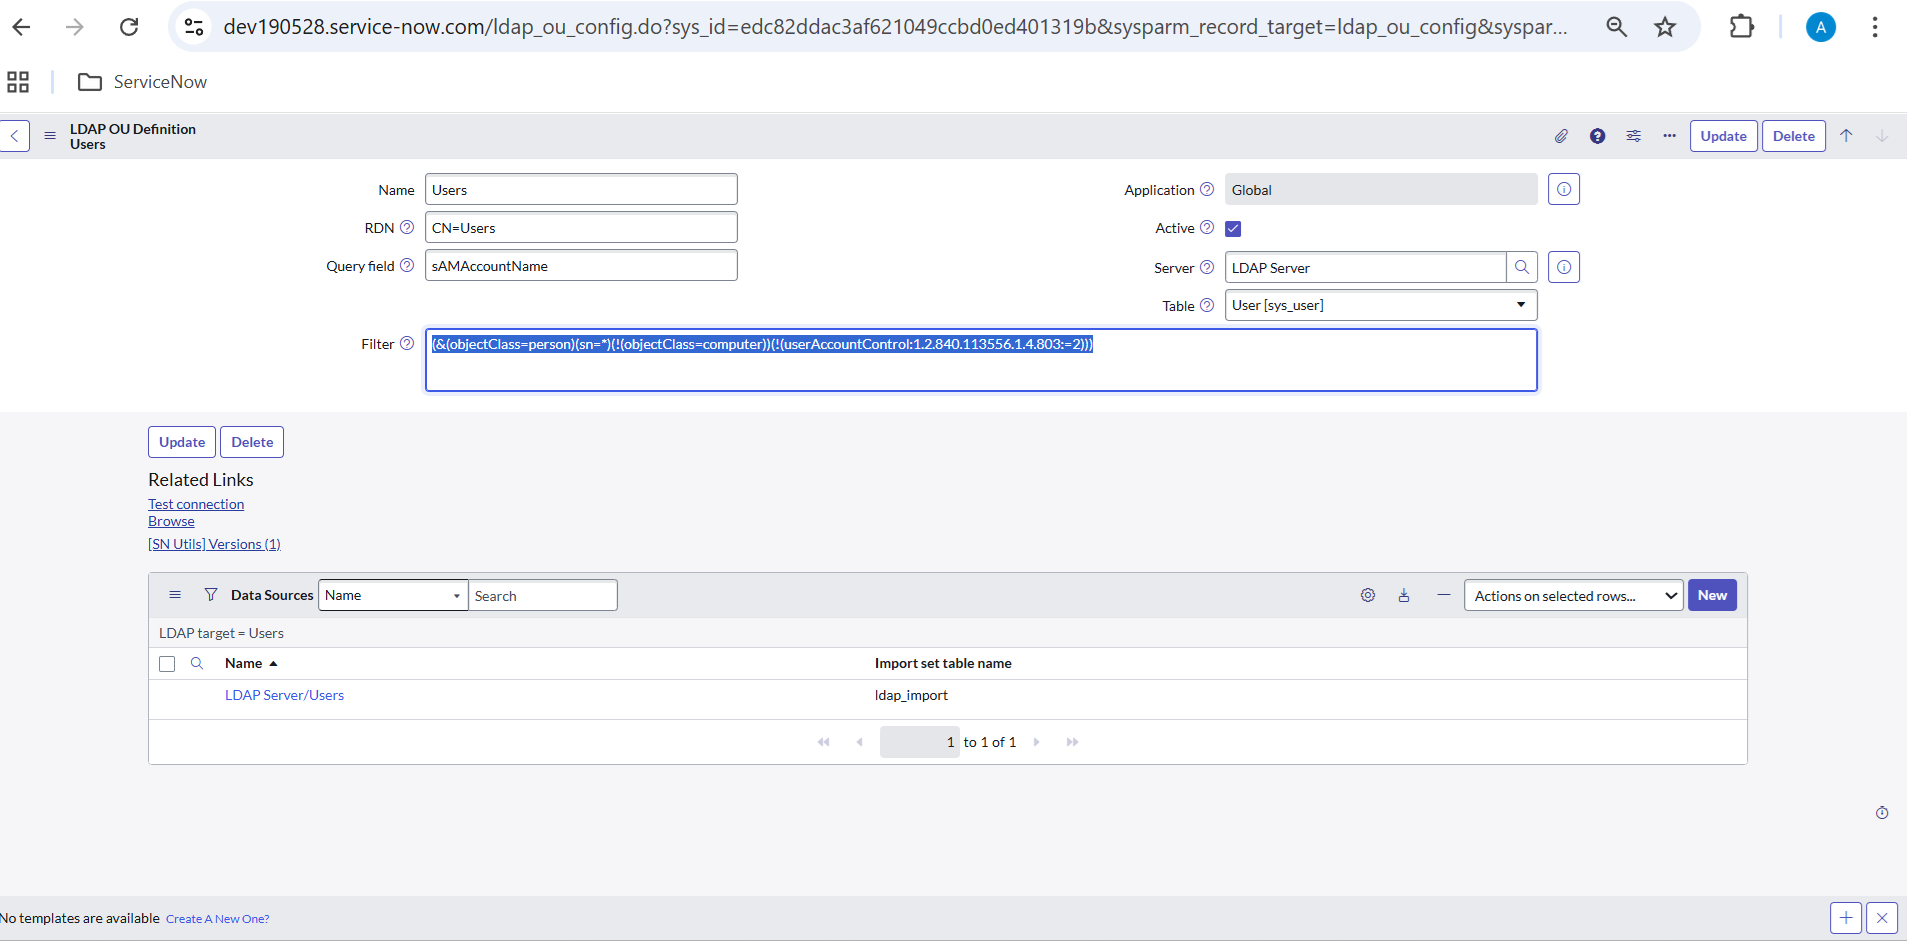 dev190528.service-now.com/ldap_ou_config.do?sys_id=edc82ddac3af621049ccbd0ed401319b&sysparm_record_target=ldap_ou_config&syspar...
A
ServiceNow
LDAP OU Definition
Users
Update
Delete
Name
Users
Application
Global
RDN
CN=Users
Active
Query field
sAMAccountName
Server
LDAP Server
Table
User [sys_user]
Filter
(&(objectClass=person)(sn=*)(!(objectClass=computer))(!(userAccountControl:1.2.840.113556.1.4.803:=2)))
Update
Delete
Related Links
Test connection
Browse
[SN Utils] Versions (1)
Data Sources
Name
Search
Actions on selected rows...
New
LDAP target = Users
Name
Import set table name
LDAP Server/Users
ldap_import
1 to 1 of 1
No templates are available Create A New One?